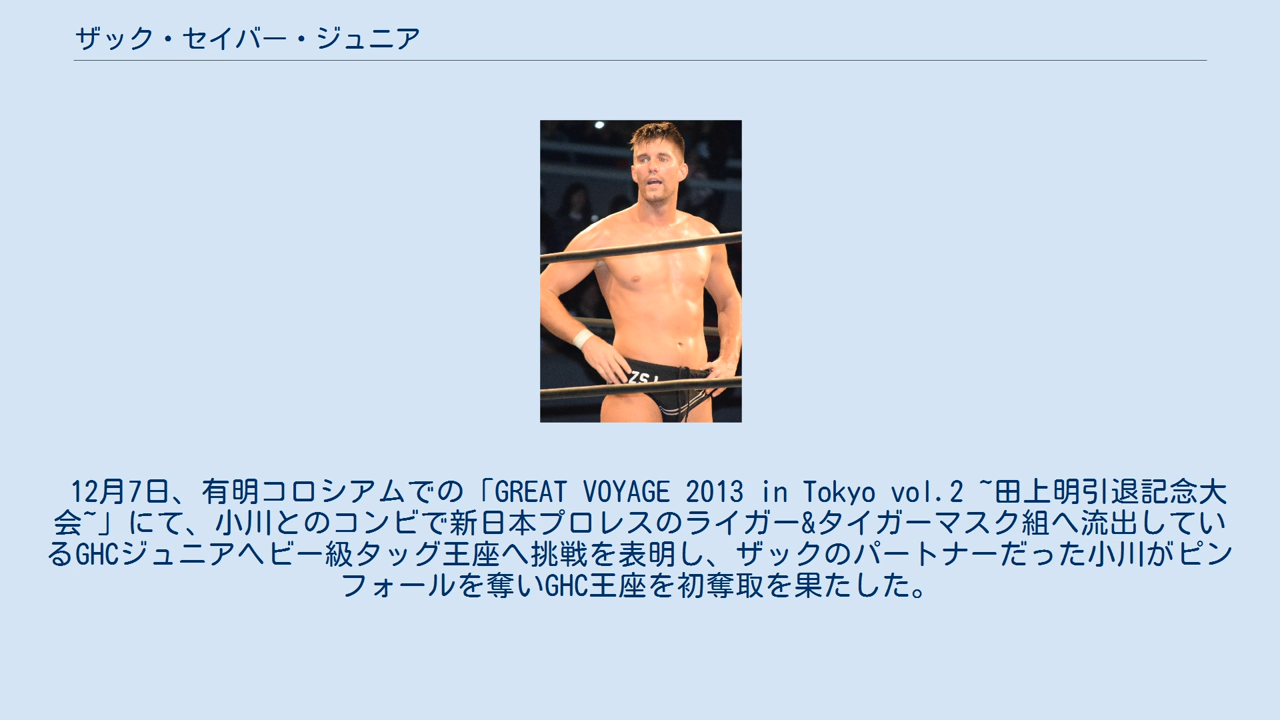 ザック・セイバー・ジュニア
ZSJ
12月7日、有明コロシアムでの「GREAT VOYAGE 2013 in Tokyo vol.2 ~田上明引退記念大
会~」にて、小川とのコンビで新日本プロレスのライガー&タイガーマスク組へ流出してい
るGHCジュニアヘビー級タッグ王座へ挑戦を表明し、ザックのパートナーだった小川がピン
フォールを奪いGHC王座を初奪取を果たした。